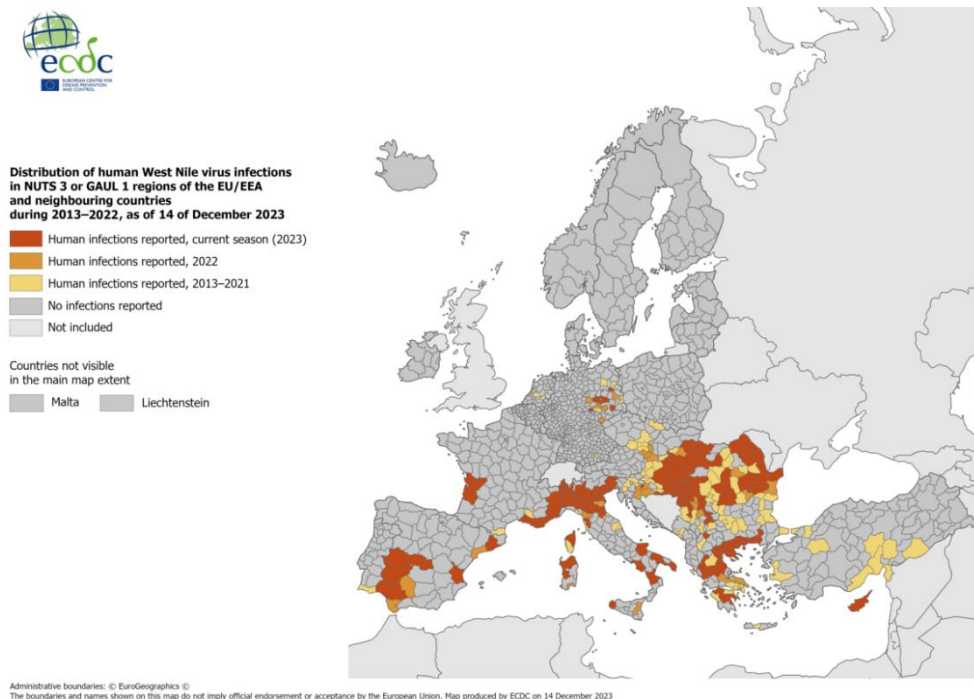 ecdc
EUROPEAN CENTRE FOR
DISEASE PREVENTION
AND CONTROL
Distribution of human West Nile virus infections
in NUTS 3 or GAUL 1 regions of the EU/EEA
and neighbouring countries
during 2013–2022, as of 14 of December 2023
Human infections reported, current season (2023)
Human infections reported, 2022
Human infections reported, 2013–2021
No infections reported
Not included
Countries not visible
in the main map extent
Malta
Liechtenstein
Administrative boundaries: © EuroGeographics ©
The boundaries and names shown on this map do not imply official endorsement or acceptance by the European Union. Map produced by ECDC on 14 December 2023